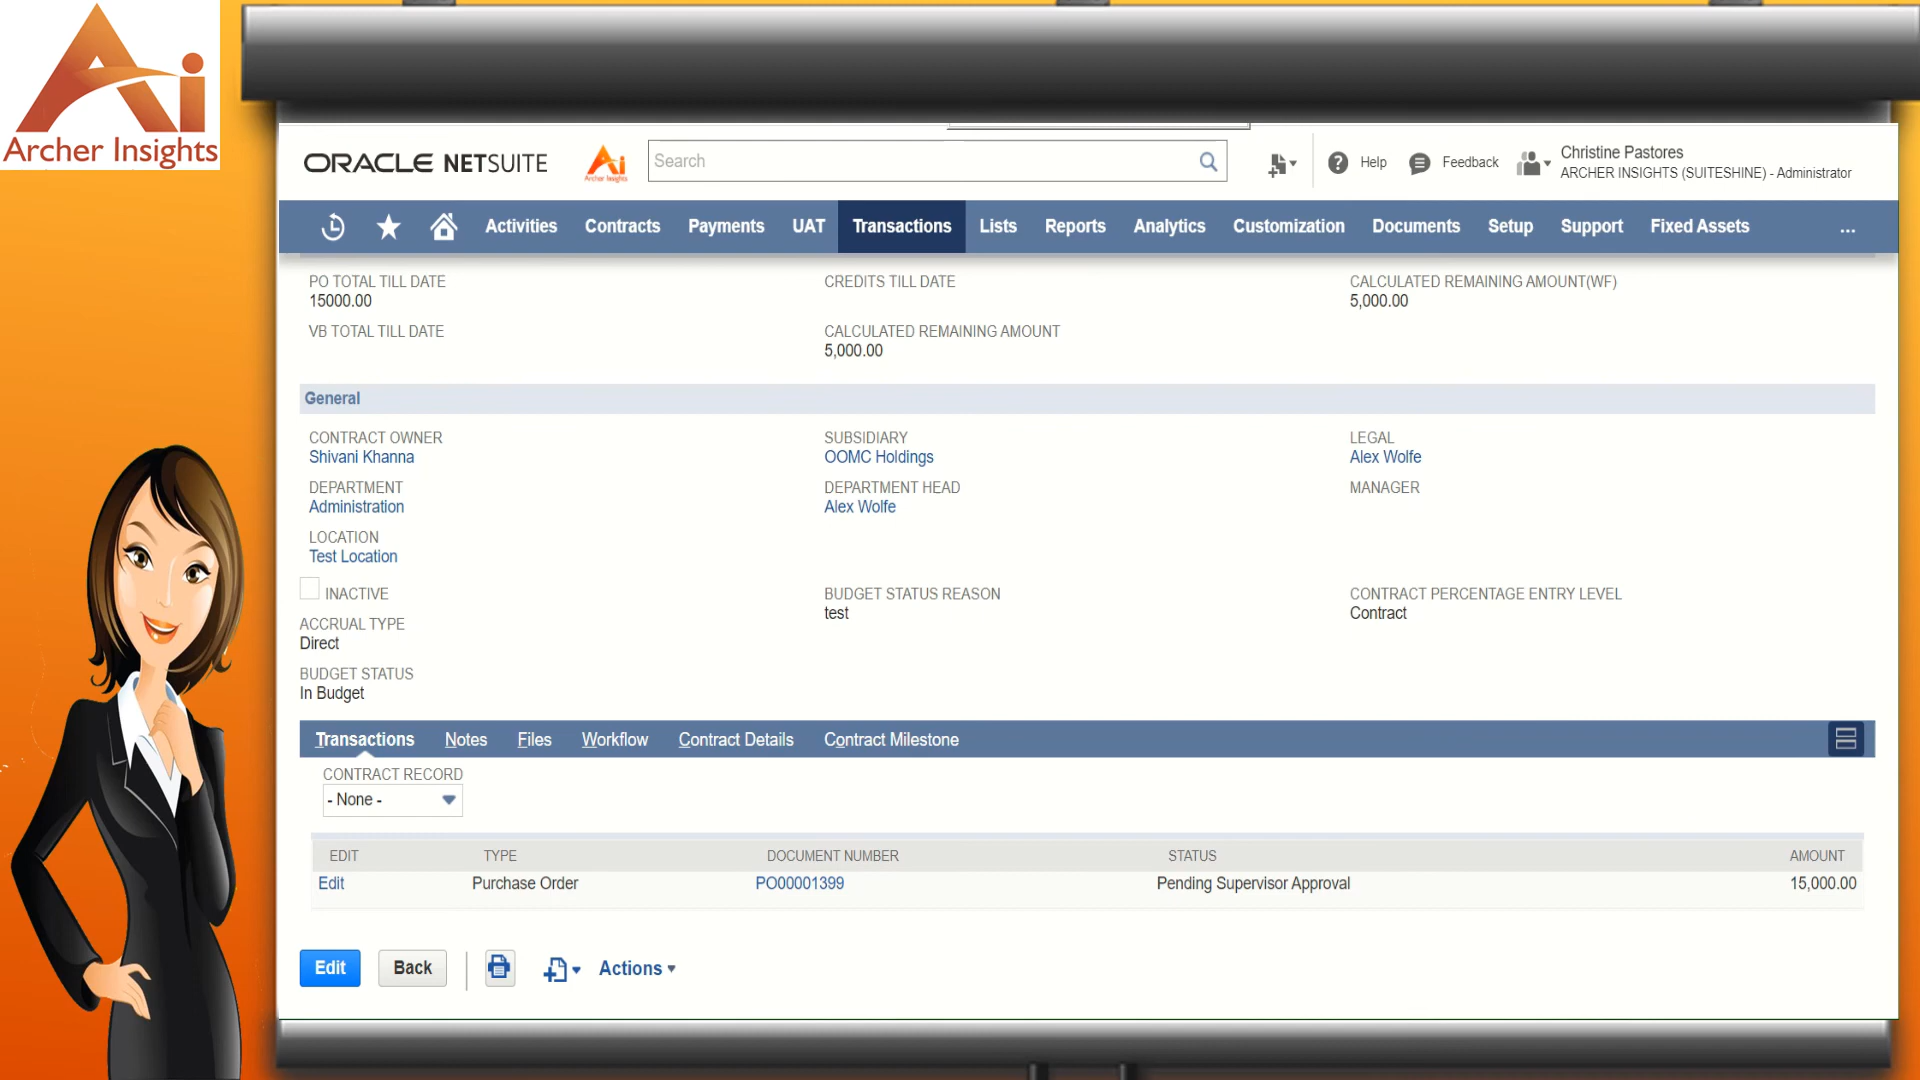 Archer Insights
ORACLE NETSUITE
Archer Insights
Search
Help
Feedback
Christine Pastores
ARCHER INSIGHTS (SUITESHINE) - Administrator
Activities Contracts Payments UAT Transactions Lists Reports Analytics Customization Documents Setup Support Fixed Assets ...
PO TOTAL TILL DATE
15000.00
CREDITS TILL DATE
CALCULATED REMAINING AMOUNT(WF)
5,000.00
VB TOTAL TILL DATE
CALCULATED REMAINING AMOUNT
5,000.00
General
CONTRACT OWNER
Shivani Khanna
SUBSIDIARY
OOMC Holdings
LEGAL
Alex Wolfe
DEPARTMENT
Administration
DEPARTMENT HEAD
Alex Wolfe
MANAGER
LOCATION
Test Location
INACTIVE
BUDGET STATUS REASON
test
CONTRACT PERCENTAGE ENTRY LEVEL
Contract
ACCRUAL TYPE
Direct
BUDGET STATUS
In Budget
Transactions Notes Files Workflow Contract Details Contract Milestone
CONTRACT RECORD
- None -
EDIT TYPE DOCUMENT NUMBER STATUS AMOUNT
Edit Purchase Order PO00001399 Pending Supervisor Approval 15,000.00
Edit Back Actions